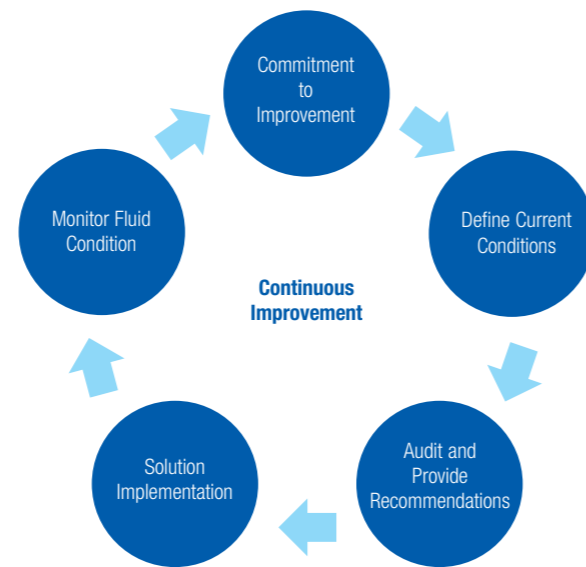 Commitment
to
Improvement
Define Current
Conditions
Audit and
Provide
Recommendations
Solution
Implementation
Monitor Fluid
Condition
Continuous
Improvement